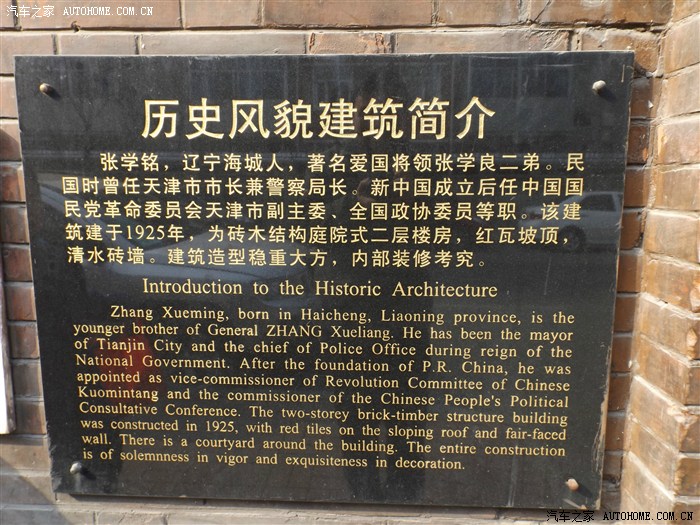 汽车之家 AUTOHOME.COM.CN
历史风貌建筑简介
张学铭，辽宁海城人，著名爱国将领张学良二弟。民
国时曾任天津市市长兼警察局长。新中国成立后任中国国
民党革命委员会天津市副主委、全国政协委员等职。该建
筑建于1925年，为砖木结构庭院式二层楼房，红瓦坡顶，
清水砖墙。建筑造型稳重大方，内部装修考究。
Introduction to the Historic Architecture
Zhang Xueming, born in Haicheng, Liaoning province, is the
younger brother of General ZHANG Xueliang. He has been the mayor
of Tianjin City and the chief of Police Office during reign of the
National Government. After the foundation of P.R. China, he was
appointed as vice-commissioner of Revolution Committee of Chinese
Kuomintang and the commissioner of the Chinese People's Political
Consultative Conference. The two-storey brick-timber structure building
was constructed in 1925, with red tiles on the sloping roof and fair-faced
wall. There is a courtyard around the building. The entire construction
is of solemnness in vigor and exquisiteness in decoration.
汽车之家 AUTOHOME.COM.CN